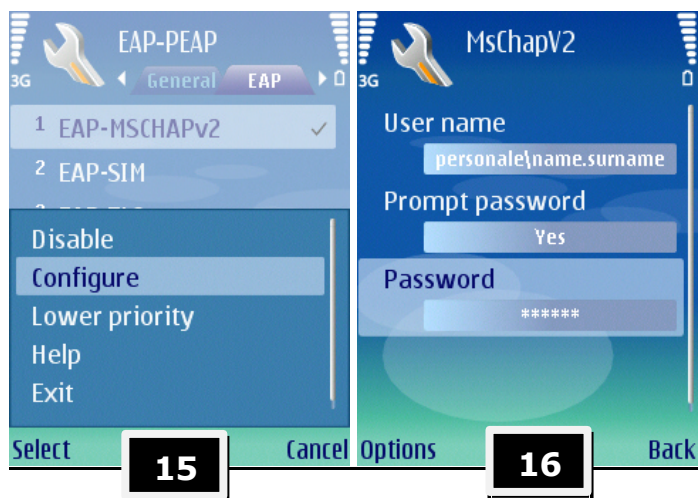 EAP-PEAP
3G
General EAP
1 EAP-MSCHAPv2
2 EAP-SIM
Disable
Configure
Lower priority
Help
Exit
Select Cancel
15
MsChapV2
3G
User name
personale\name.surname
Prompt password
Yes
Password
******
Options Back
16